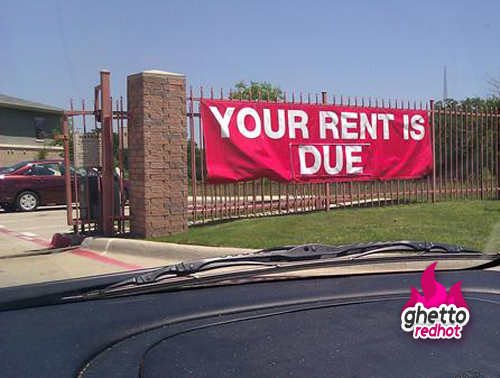 YOUR RENT IS
DUE
ghetto
redhot